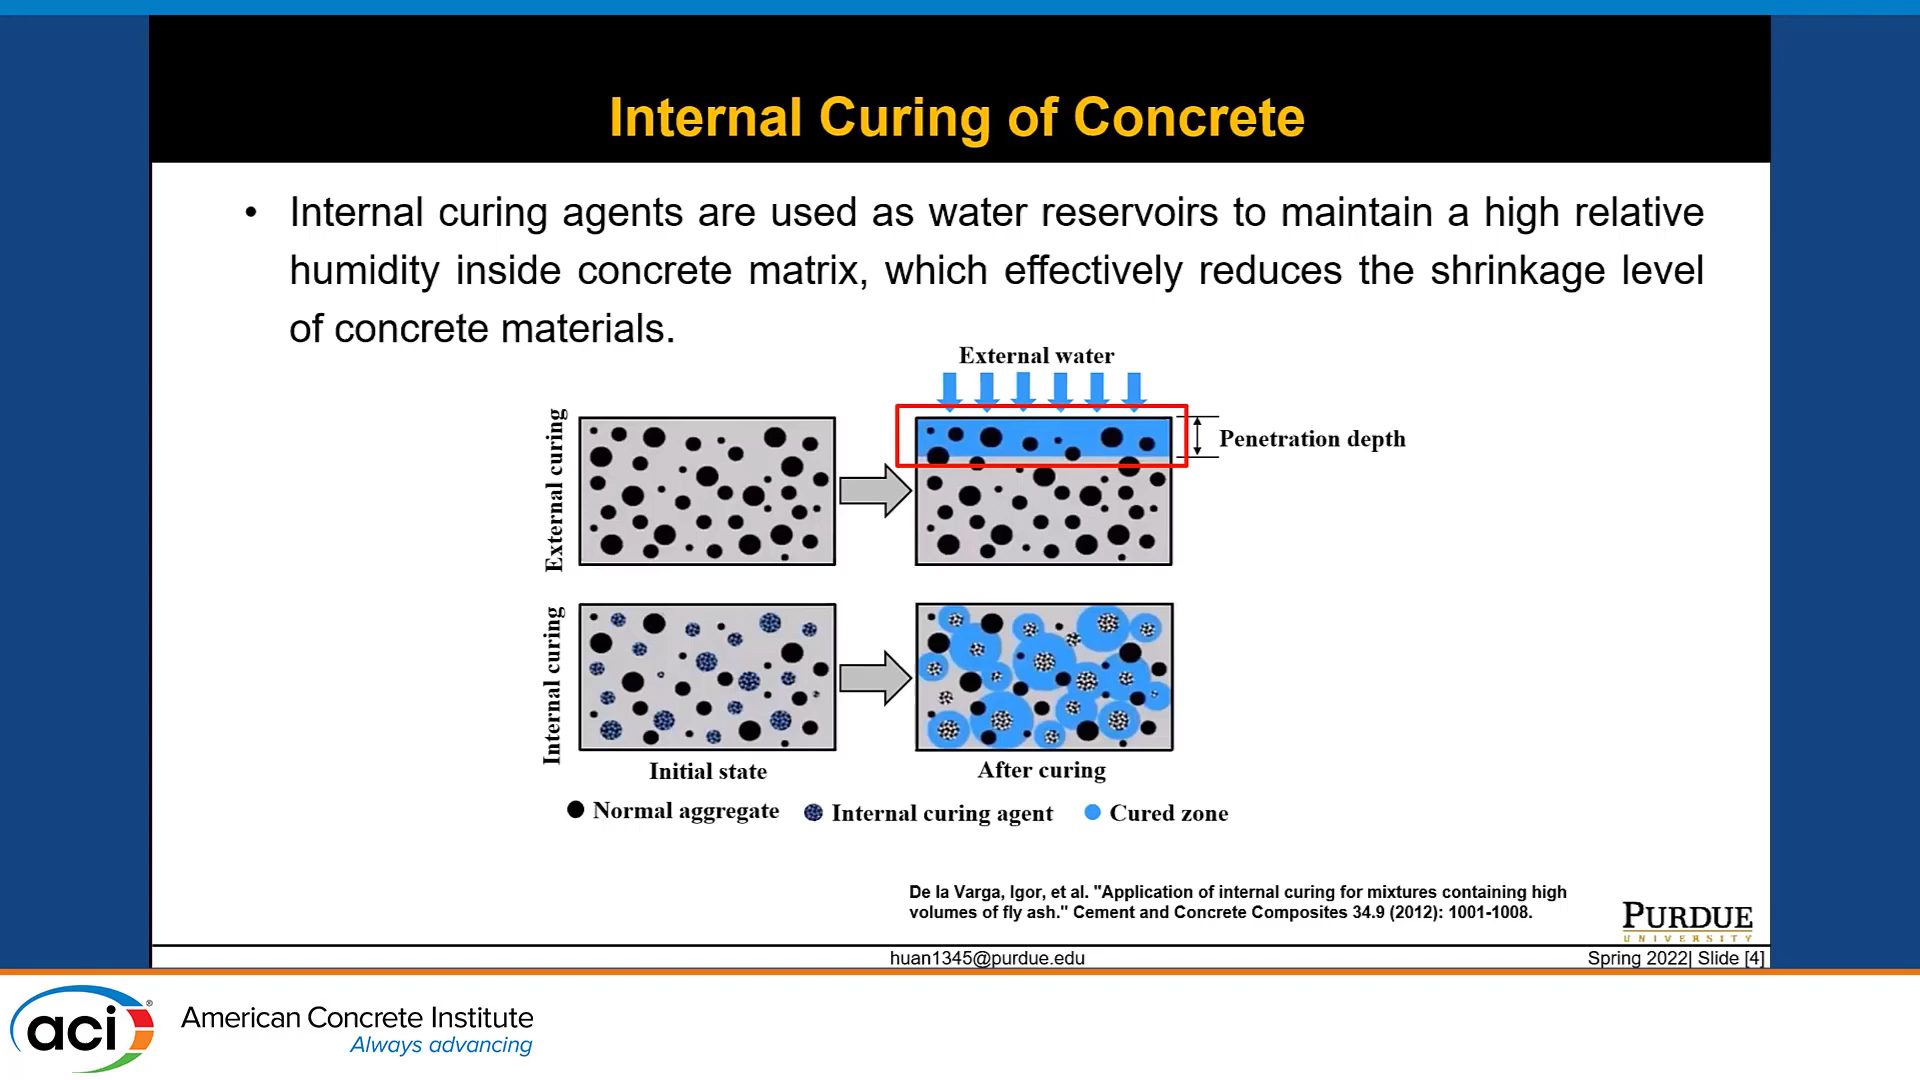 Internal Curing of Concrete
• Internal curing agents are used as water reservoirs to maintain a high relative
humidity inside concrete matrix, which effectively reduces the shrinkage level
of concrete materials.
External water
External curing
Penetration depth
Internal curing
Initial state
After curing
Normal aggregate
Internal curing agent
Cured zone
De la Varga, Igor, et al. "Application of internal curing for mixtures containing high
volumes of fly ash." Cement and Concrete Composites 34.9 (2012): 1001-1008.
PURDUE
UNIVERSITY
huan1345@purdue.edu
Spring 2022| Slide [4]
aci®
American Concrete Institute
Always advancing